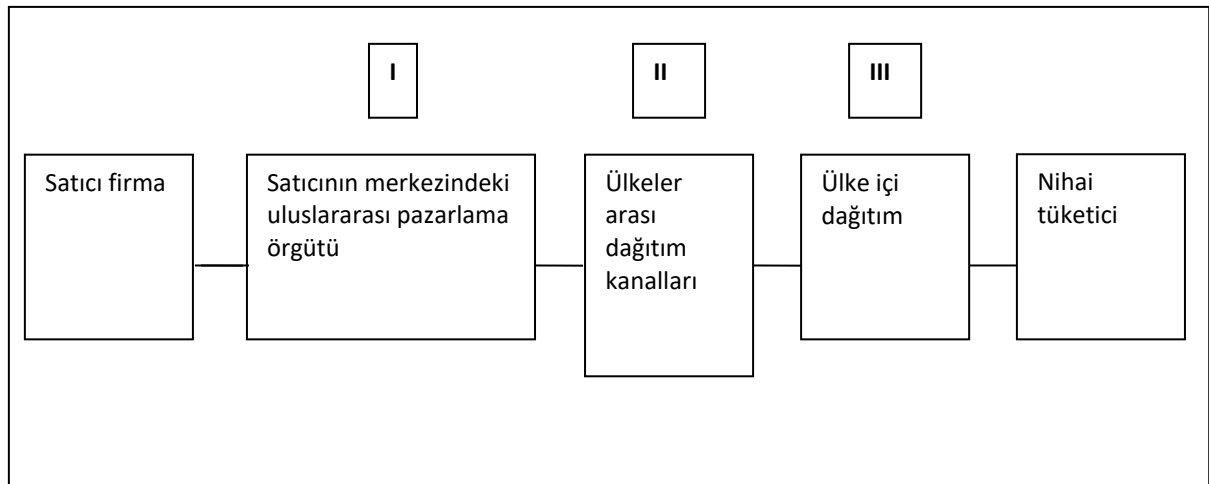 I
II
III
Satıcı firma
Satıcının merkezindeki
uluslararası pazarlama
örgütü
Ülkeler
arası
dağıtım
kanalları
Ülke içi
dağıtım
Nihai
tüketici